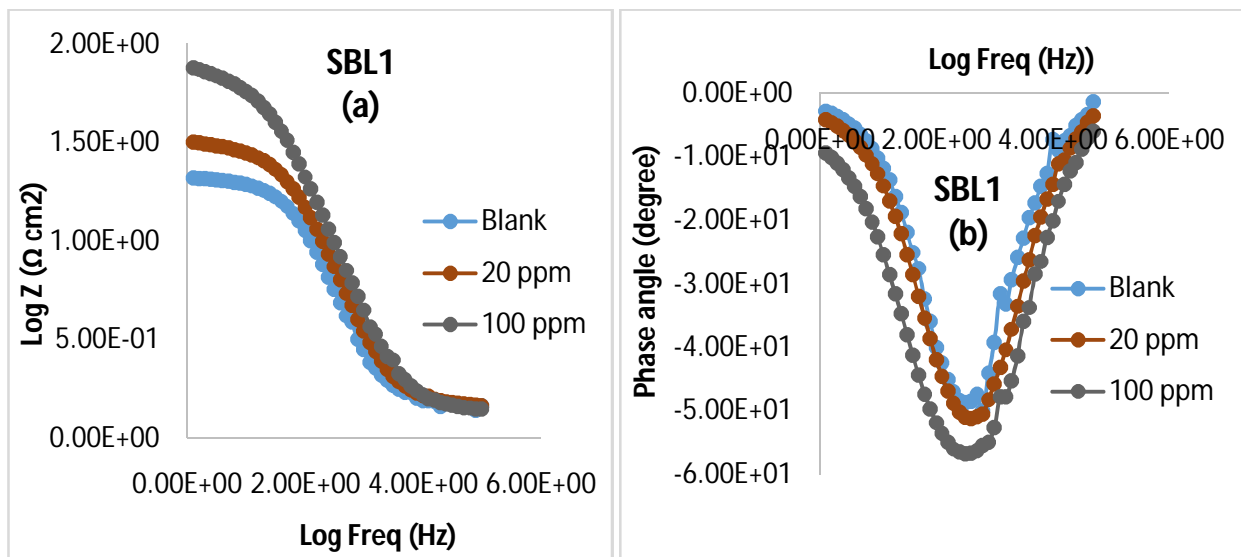 2.00E+00
1.50E+00
1.00E+00
5.00E-01
0.00E+00
0.00E+00 2.00E+00 4.00E+00 6.00E+00
Log Z (Ω cm2)
Log Freq (Hz)
SBL1
(a)
Blank
20 ppm
100 ppm
Log Freq (Hz))
0.00E+00
-1.00E+01
-2.00E+01
-3.00E+01
-4.00E+01
-5.00E+01
-6.00E+01
0.00E+00 2.00E+00 4.00E+00 6.00E+00
Phase angle (degree)
SBL1
(b)
Blank
20 ppm
100 ppm